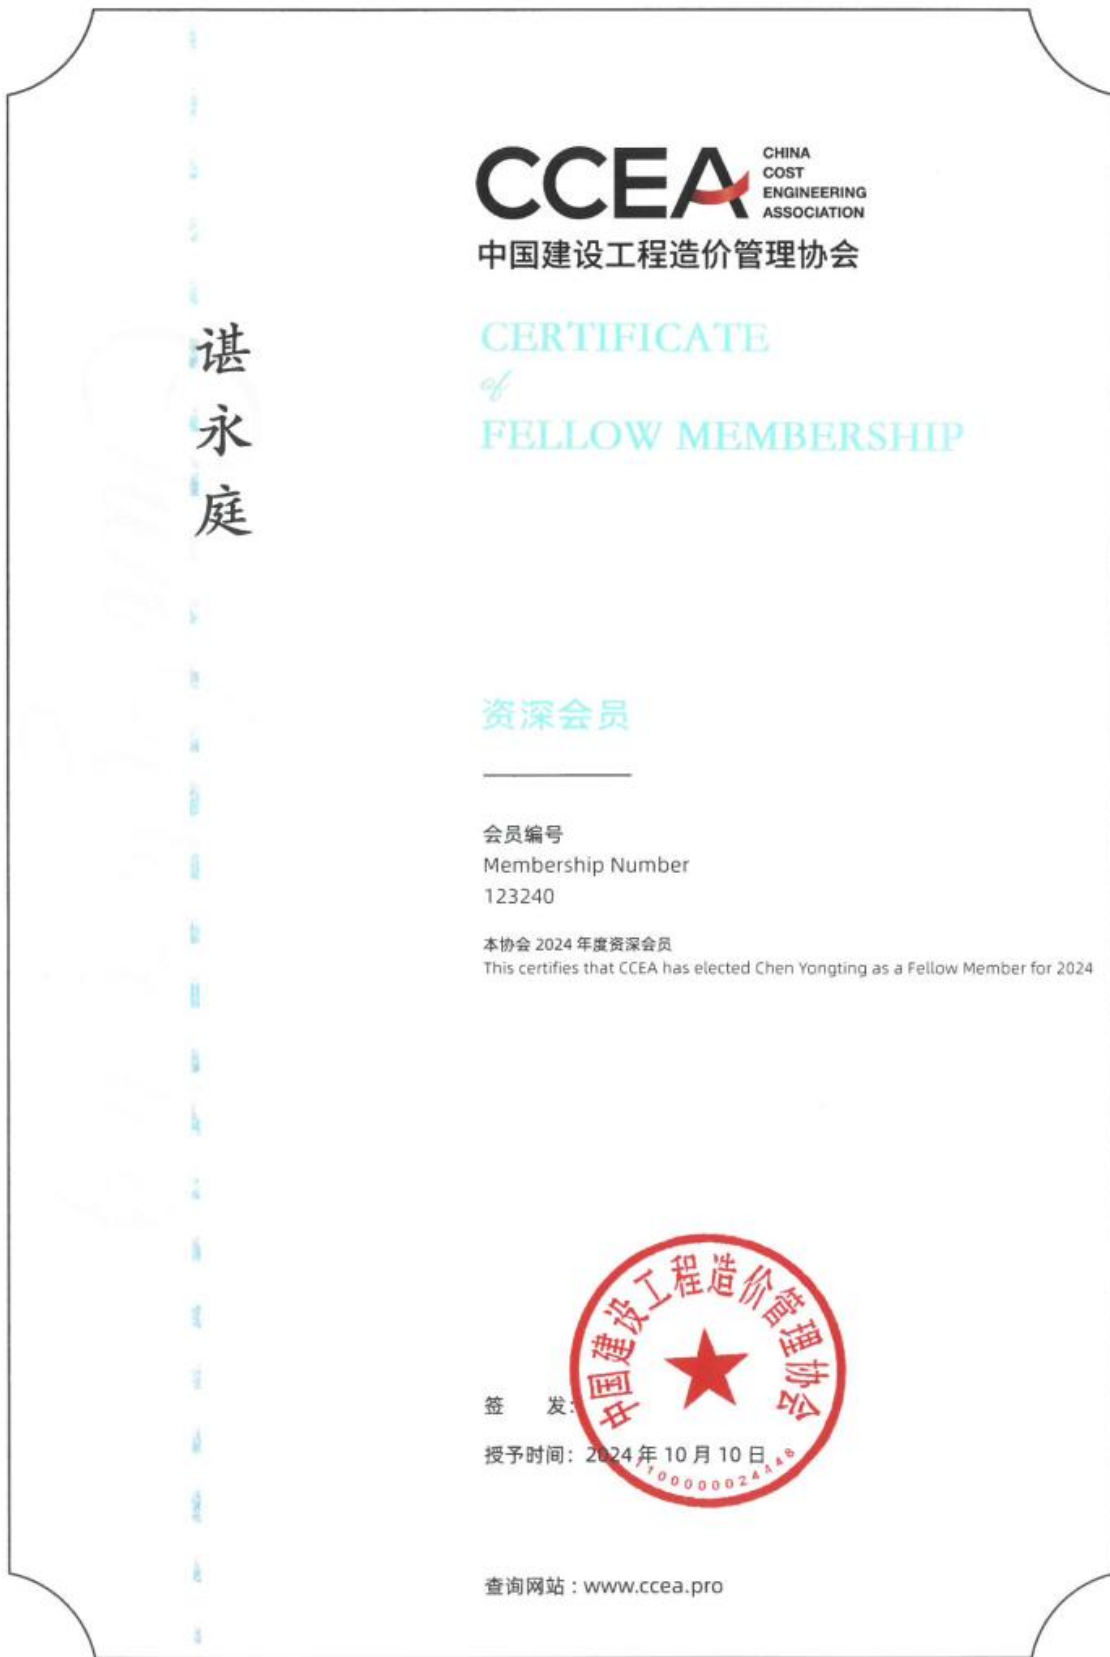 CCEA
CHINA
COST
ENGINEERING
ASSOCIATION
中国建设工程造价管理协会
谌永庭
CERTIFICATE
of
FELLOW MEMBERSHIP
资深会员
会员编号
Membership Number
123240
本协会 2024 年度资深会员
This certifies that CCEA has elected Chen Yongting as a Fellow Member for 2024
中国建设工程造价管理协会
签 发:
授予时间: 2024 年 10 月 10 日
1100000024448
查询网站 : www.ccea.pro